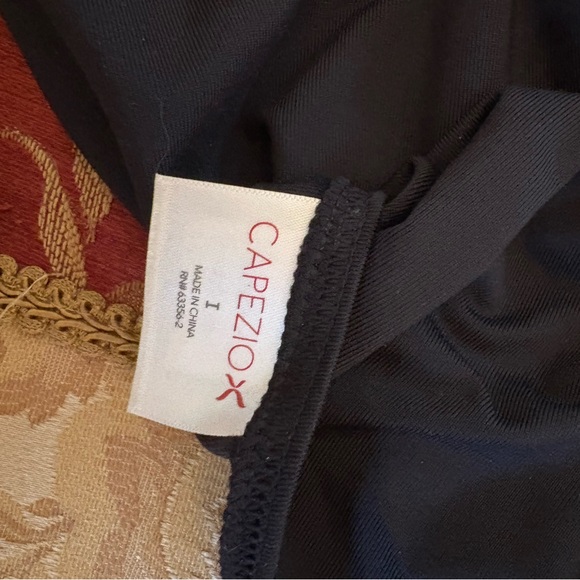 CAPEZIO
I
MADE IN CHINA
RN# 63356-2